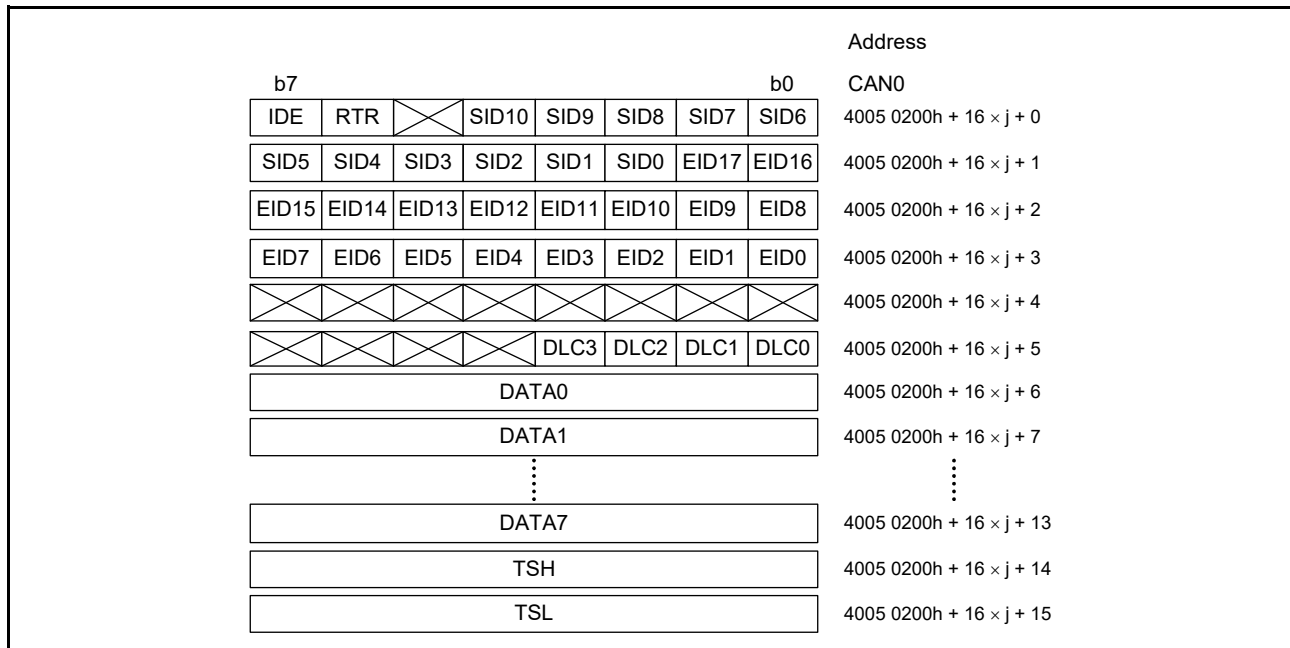 Address
b7 b0 CAN0
IDE RTR SID10 SID9 SID8 SID7 SID6 4005 0200h + 16 × j + 0
SID5 SID4 SID3 SID2 SID1 SID0 EID17 EID16 4005 0200h + 16 × j + 1
EID15 EID14 EID13 EID12 EID11 EID10 EID9 EID8 4005 0200h + 16 × j + 2
EID7 EID6 EID5 EID4 EID3 EID2 EID1 EID0 4005 0200h + 16 × j + 3
4005 0200h + 16 × j + 4
DLC3 DLC2 DLC1 DLC0 4005 0200h + 16 × j + 5
DATA0 4005 0200h + 16 × j + 6
DATA1 4005 0200h + 16 × j + 7
DATA7 4005 0200h + 16 × j + 13
TSH 4005 0200h + 16 × j + 14
TSL 4005 0200h + 16 × j + 15